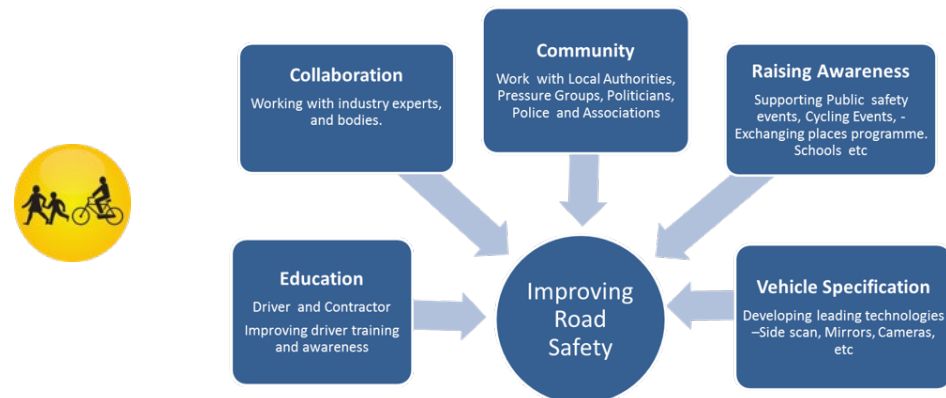 Collaboration
Working with industry experts,
and bodies.
Community
Work with Local Authorities,
Pressure Groups, Politicians,
Police and Associations
Raising Awareness
Supporting Public safety
events, Cycling Events, -
Exchanging places programme.
Schools etc
Education
Driver and Contractor
Improving driver training
and awareness
Improving
Road
Safety
Vehicle Specification
Developing leading technologies
–Side scan, Mirrors, Cameras,
etc